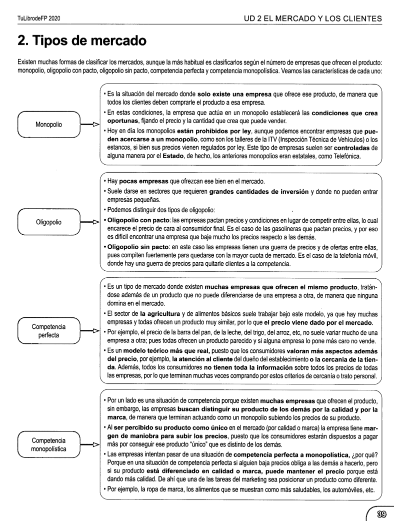 TuLibrodeFP 2020
UD 2 EL MERCADO Y LOS CLIENTES
2. Tipos de mercado
Existen muchas formas de clasificar los mercados, aunque la más habitual es clasificarlos según el número de empresas que ofrecen el producto:
monopolio, oligopolio con pacto, oligopolio sin pacto, competencia perfecta y competencia monopolística. Veamos las características de cada uno:
Monopolio
• Es la situación del mercado donde solo existe una empresa que ofrece ese producto, de manera que
todos los clientes deben comprarle el producto a esa empresa.
• En estas condiciones, la empresa que actúa en un monopolio establecerá las condiciones que crea
oportunas, fijando el precio y la cantidad que crea que puede vender.
• Hoy en día los monopolios están prohibidos por ley, aunque podemos encontrar empresas que pue-
den acercarse a un monopolio, como son los talleres de la ITV (Inspección Técnica de Vehículos) o los
estancos, si bien sus precios vienen regulados por ley. Este tipo de empresas suelen ser controladas de
alguna manera por el Estado, de hecho, los anteriores monopolios eran estatales, como Telefónica.
Oligopolio
• Hay pocas empresas que ofrezcan ese bien en el mercado.
• Suele darse en sectores que requieren grandes cantidades de inversión y donde no pueden entrar
empresas pequeñas.
• Podemos distinguir dos tipos de oligopolio:
• Oligopolio con pacto: las empresas pactan precios y condiciones en lugar de competir entre ellas, lo cual
encarece el precio de cara al consumidor final. Es el caso de las gasolineras que pactan precios, y por eso
es difícil encontrar una empresa que baje mucho los precios respecto a las demás.
• Oligopolio sin pacto: en este caso las empresas tienen una guerra de precios y de ofertas entre ellas,
pues compiten fuertemente para quedarse con la mayor cuota de mercado. Es el caso de la telefonía móvil,
donde hay una guerra de precios para quitarle clientes a la competencia.
Competencia
perfecta
• Es un tipo de mercado donde existen muchas empresas que ofrecen el mismo producto, tratán-
dose además de un producto que no puede diferenciarse de una empresa a otra, de manera que ninguna
domina en el mercado.
• El sector de la agricultura y de alimentos básicos suele trabajar bajo este modelo, ya que hay muchas
empresas y todas ofrecen un producto muy similar, por lo que el precio viene dado por el mercado.
• Por ejemplo, el precio de la barra del pan, de la leche, del trigo, del arroz, etc, no suele variar mucho de una
empresa a otra; pues todas ofrecen un producto parecido y si alguna empresa lo pone más caro no vende.
• Es un modelo teórico más que real, puesto que los consumidores valoran más aspectos además
del precio, por ejemplo, la atención al cliente del dueño del establecimiento o la cercanía de la tien-
da. Además, todos los consumidores no tienen toda la información sobre todos los precios de todas
las empresas, por lo que terminan muchas veces comprando por estos criterios de cercanía o trato personal.
Competencia
monopolística
• Por un lado es una situación de competencia porque existen muchas empresas que ofrecen el producto,
sin embargo, las empresas buscan distinguir su producto de los demás por la calidad y por la
marca, de manera que terminan actuando como un monopolio subiendo los precios de su producto.
• Al ser percibido su producto como único en el mercado (por calidad o marca) la empresa tiene mar-
gen de maniobra para subir los precios, puesto que los consumidores estarán dispuestos a pagar
más por conseguir ese producto "único" que es distinto de los demás.
• Las empresas intentan pasar de una situación de competencia perfecta a monopolística, ¿por qué?
Porque en una situación de competencia perfecta si alguien baja precios obliga a las demás a hacerlo, pero
si su producto está diferenciado en calidad o marca, puede mantener el precio porque está
dando más calidad. De ahí que una de las tareas del marketing sea posicionar un producto como diferente.
• Por ejemplo, la ropa de marca, los alimentos que se muestran como más saludables, los automóviles, etc.
39